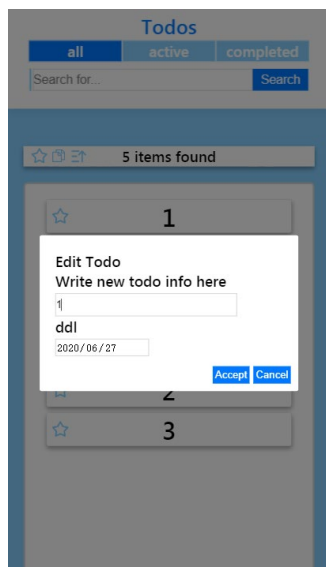 Todos
all active completed
Search for... Search
5 items found
1
Edit Todo
Write new todo info here
1
ddl
2020/06/27
Accept Cancel
2
3